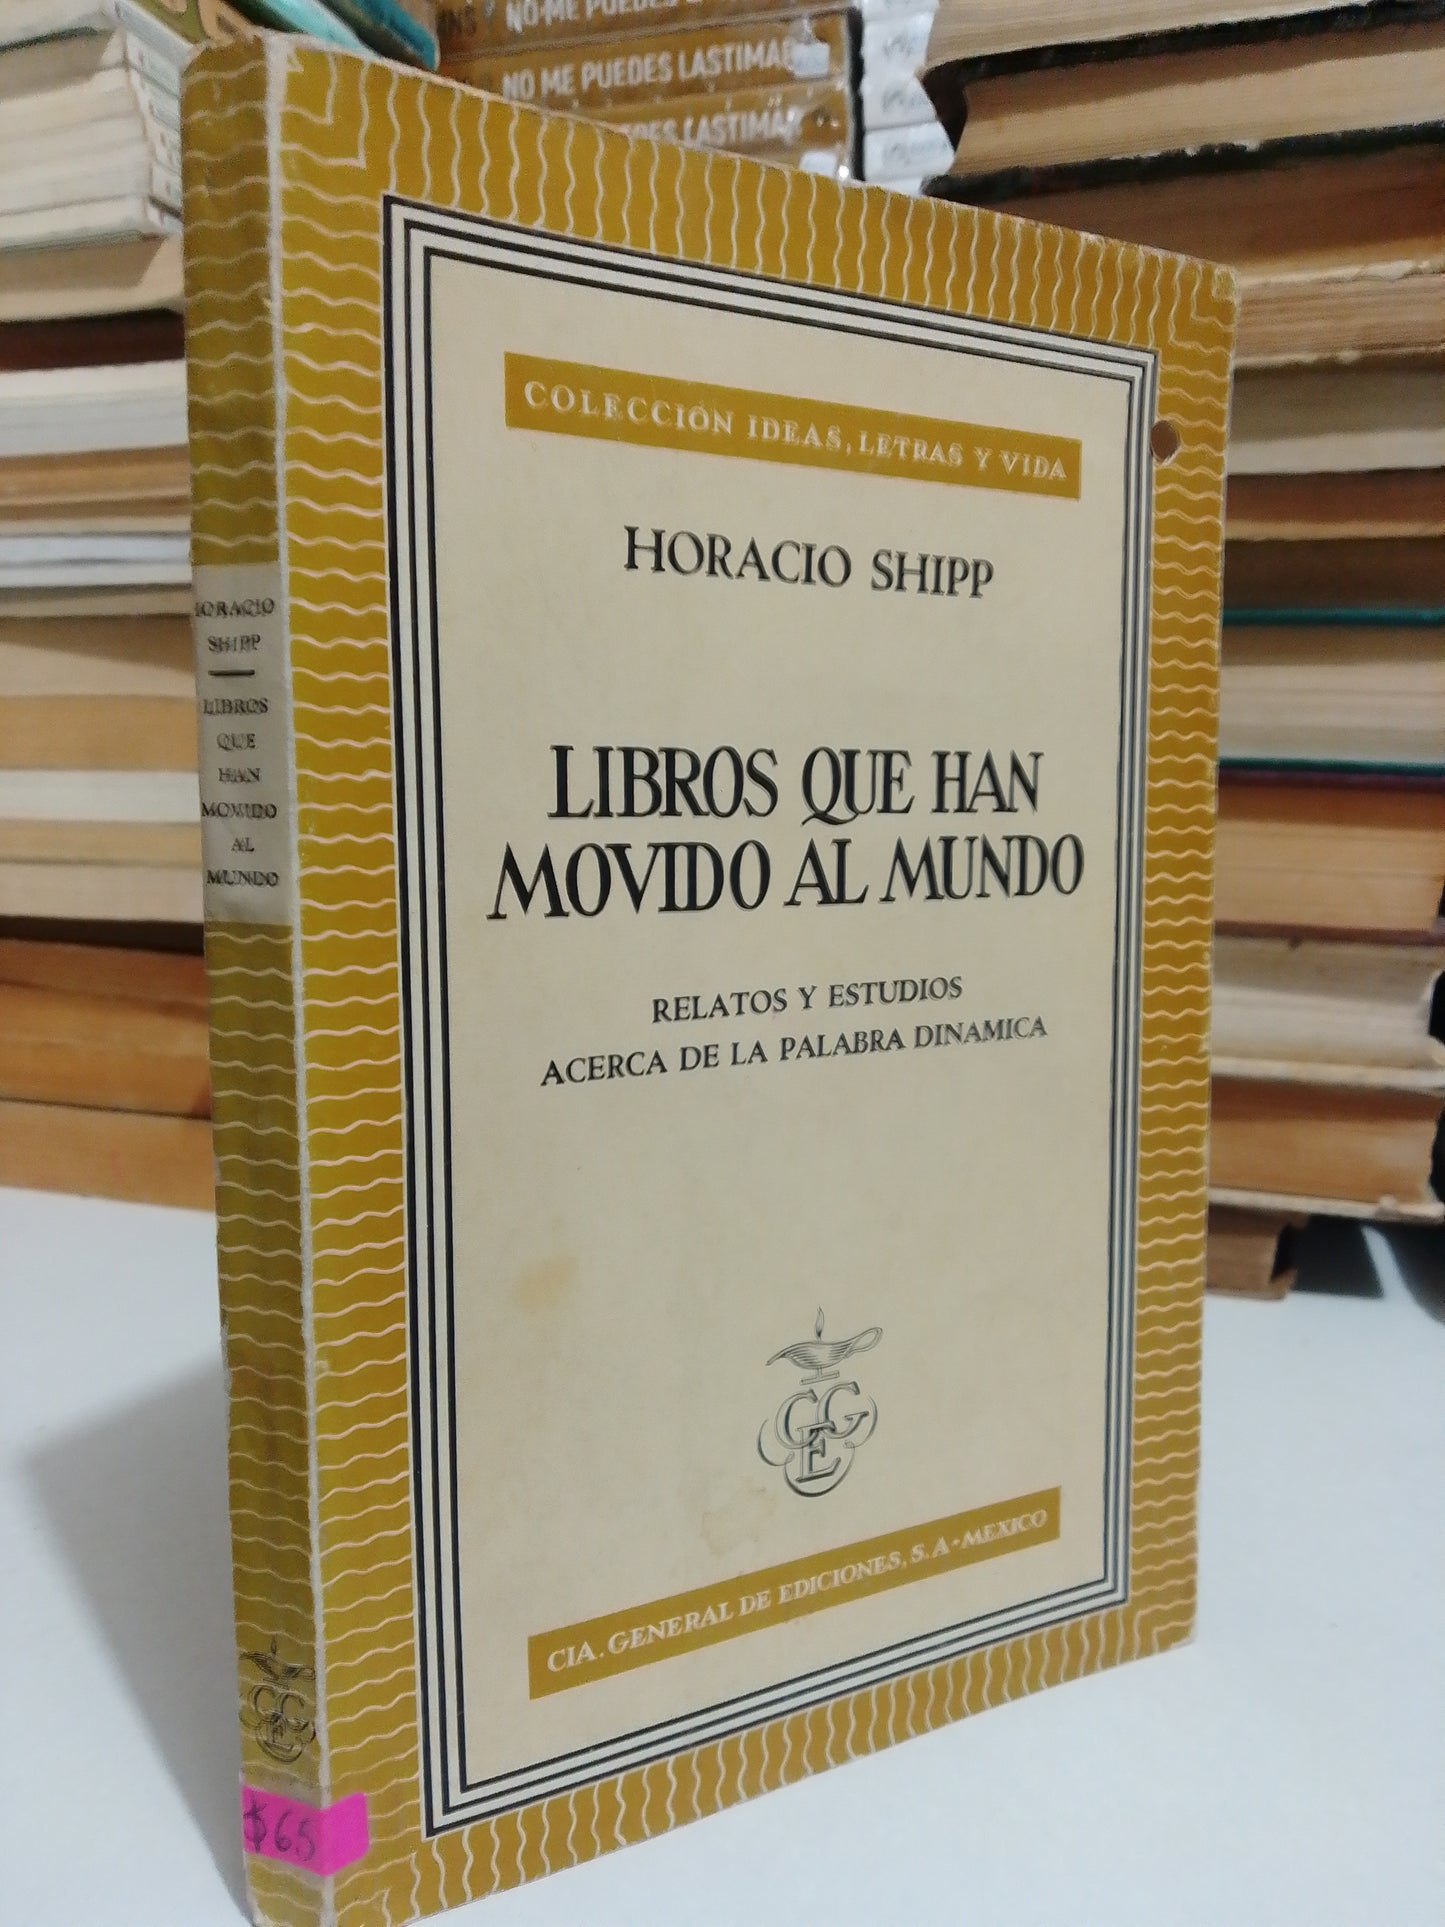 NO ME PUEDES LASTIMAR
NO ME PUEDES LASTIMAR
LASTIMAR
COLECCIÓN IDEAS, LETRAS Y VIDA
HORACIO SHIPP
LIBROS QUE HAN
MOVIDO AL MUNDO
RELATOS Y ESTUDIOS
ACERCA DE LA PALABRA DINAMICA
CGE
CIA. GENERAL DE EDICIONES, S. A - MEXICO
HORACIO
SHIPP
LIBROS
QUE
HAN
MOVIDO
AL
MUNDO
CGE
$65